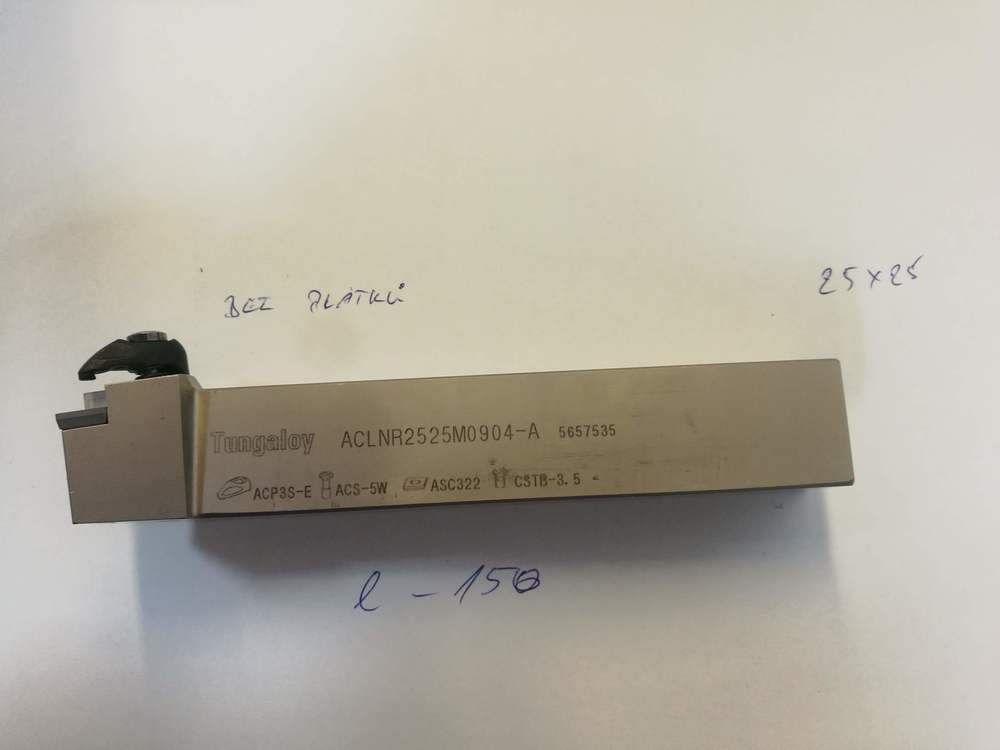 BEZ PLÁTKŮ
25x25
Tungaloy ACLNR2525M0904-A 5657535
ACP3S-E ACS-5W ASC322 CSTB-3.5
l - 150